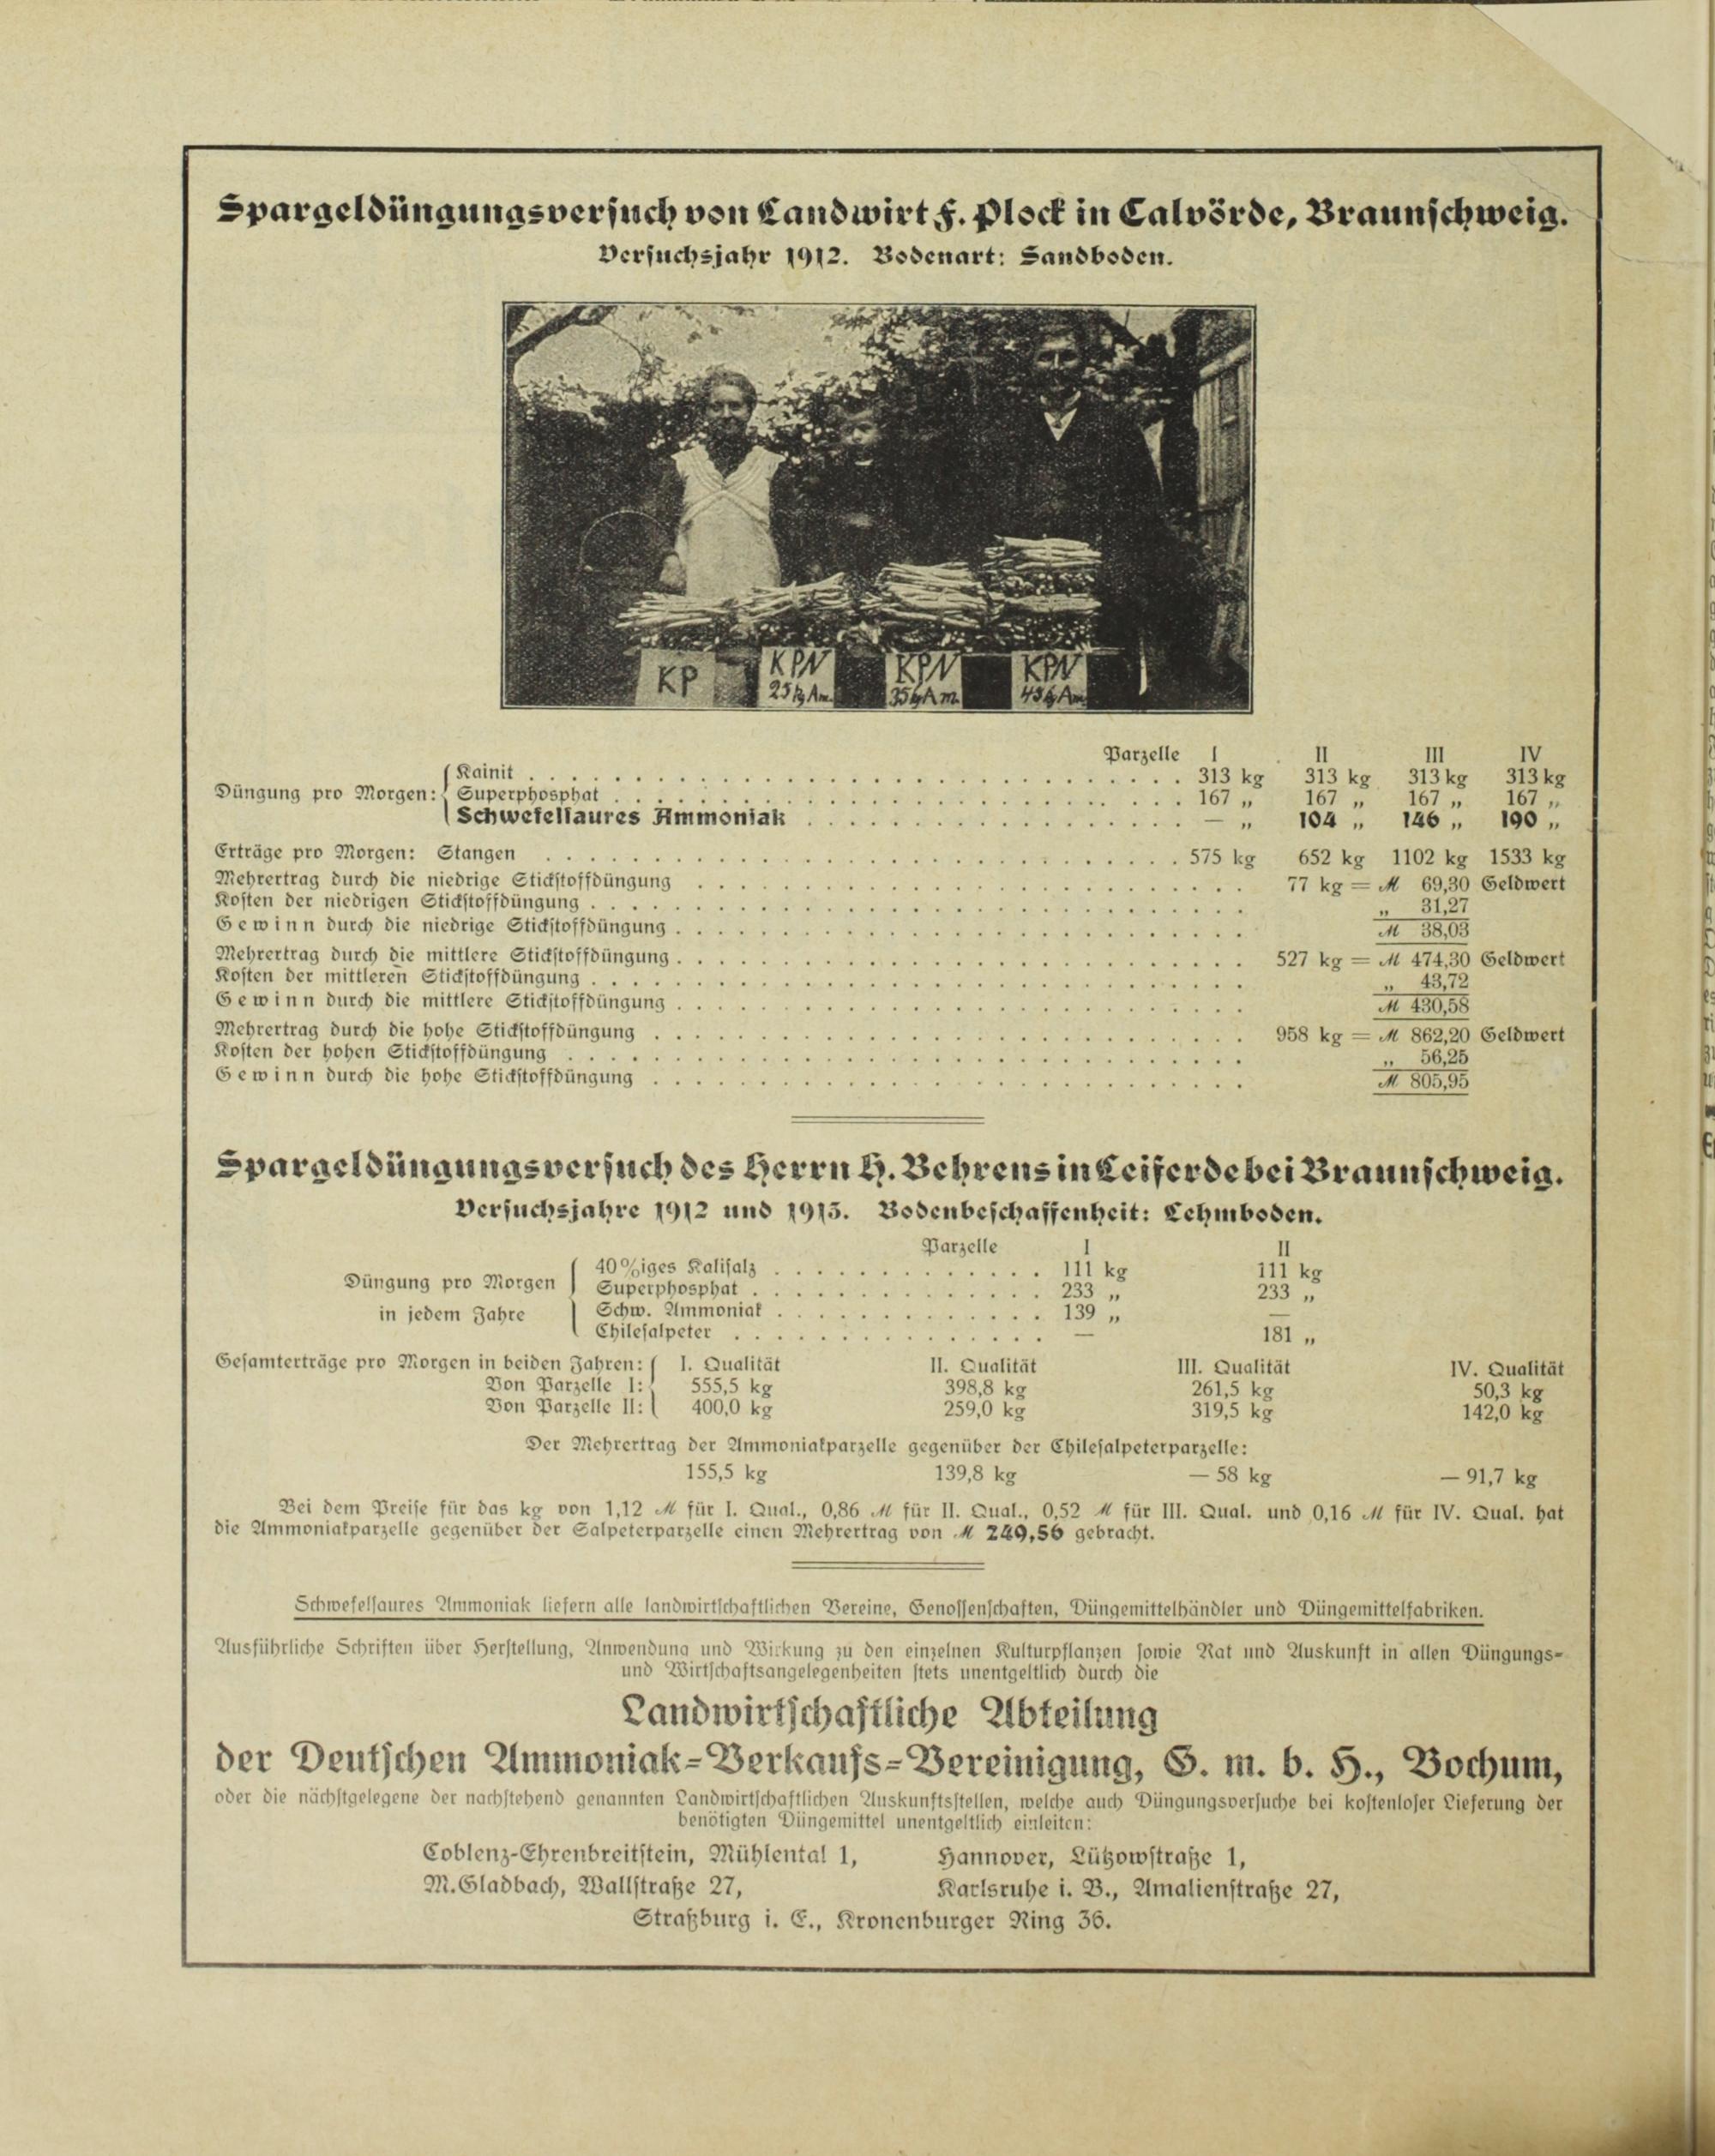 Spargeldüngungsversuch von Landwirt F. Plock in Calvörde, Braunschweig.
Versuchsjahr 1912. Bodenart: Sandboden.
KP
KPN
25 kg Am.
KPN
35 kg Am.
KPN
45 kg Am.
Parzelle I II III IV
Düngung pro Morgen:
Kainit . . . 313 kg 313 kg 313 kg 313 kg
Superphosphat . . . 167 „ 167 „ 167 „ 167 „
Schwefelsaures Ammoniak . . . — „ 104 „ 146 „ 190 „
Erträge pro Morgen: Stangen . . . 575 kg 652 kg 1102 kg 1533 kg
Mehrertrag durch die niedrige Stickstoffdüngung . . . 77 kg = M 69,30 Geldwert
Kosten der niedrigen Stickstoffdüngung . . . „ 31,27
Gewinn durch die niedrige Stickstoffdüngung . . . M 38,03
Mehrertrag durch die mittlere Stickstoffdüngung . . . 527 kg = M 474,30 Geldwert
Kosten der mittleren Stickstoffdüngung . . . „ 43,72
Gewinn durch die mittlere Stickstoffdüngung . . . M 430,58
Mehrertrag durch die hohe Stickstoffdüngung . . . 958 kg = M 862,20 Geldwert
Kosten der hohen Stickstoffdüngung . . . „ 56,25
Gewinn durch die hohe Stickstoffdüngung . . . M 805,95
Spargeldüngungsversuch des Herrn H. Behrens in Leiferde bei Braunschweig.
Versuchsjahre 1912 und 1913. Bodenbeschaffenheit: Lehmboden.
Parzelle I II
Düngung pro Morgen
in jedem Jahre
40%iges Kalisalz . . . 111 kg 111 kg
Superphosphat . . . 233 „ 233 „
Schw. Ammoniak . . . 139 „ —
Chilesalpeter . . . — 181 „
Gesamterträge pro Morgen in beiden Jahren: I. Qualität II. Qualität III. Qualität IV. Qualität
Von Parzelle I: 555,5 kg 398,8 kg 261,5 kg 50,3 kg
Von Parzelle II: 400,0 kg 259,0 kg 319,5 kg 142,0 kg
Der Mehrertrag der Ammoniakparzelle gegenüber der Chilesalpeterparzelle:
155,5 kg 139,8 kg — 58 kg — 91,7 kg
Bei dem Preise für das kg von 1,12 M für I. Qual., 0,86 M für II. Qual., 0,52 M für III. Qual. und 0,16 M für IV. Qual. hat
die Ammoniakparzelle gegenüber der Salpeterparzelle einen Mehrertrag von M 249,56 gebracht.
Schwefelsaures Ammoniak liefern alle landwirtschaftlichen Vereine, Genossenschaften, Düngemittelhändler und Düngemittelfabriken.
Ausführliche Schriften über Herstellung, Anwendung und Wirkung zu den einzelnen Kulturpflanzen sowie Rat und Auskunft in allen Düngungs-
und Wirtschaftsangelegenheiten stets unentgeltlich durch die
Landwirtschaftliche Abteilung
der Deutschen Ammoniak-Verkaufs-Vereinigung, G. m. b. H., Bochum,
oder die nächstgelegene der nachstehend genannten Landwirtschaftlichen Auskunftsstellen, welche auch Düngungsversuche bei kostenloser Lieferung der
benötigten Düngemittel unentgeltlich einleiten:
Coblenz-Ehrenbreitstein, Mühlental 1, Hannover, Lützowstraße 1,
M.Gladbach, Wallstraße 27, Karlsruhe i. B., Amalienstraße 27,
Straßburg i. E., Kronenburger Ring 36.